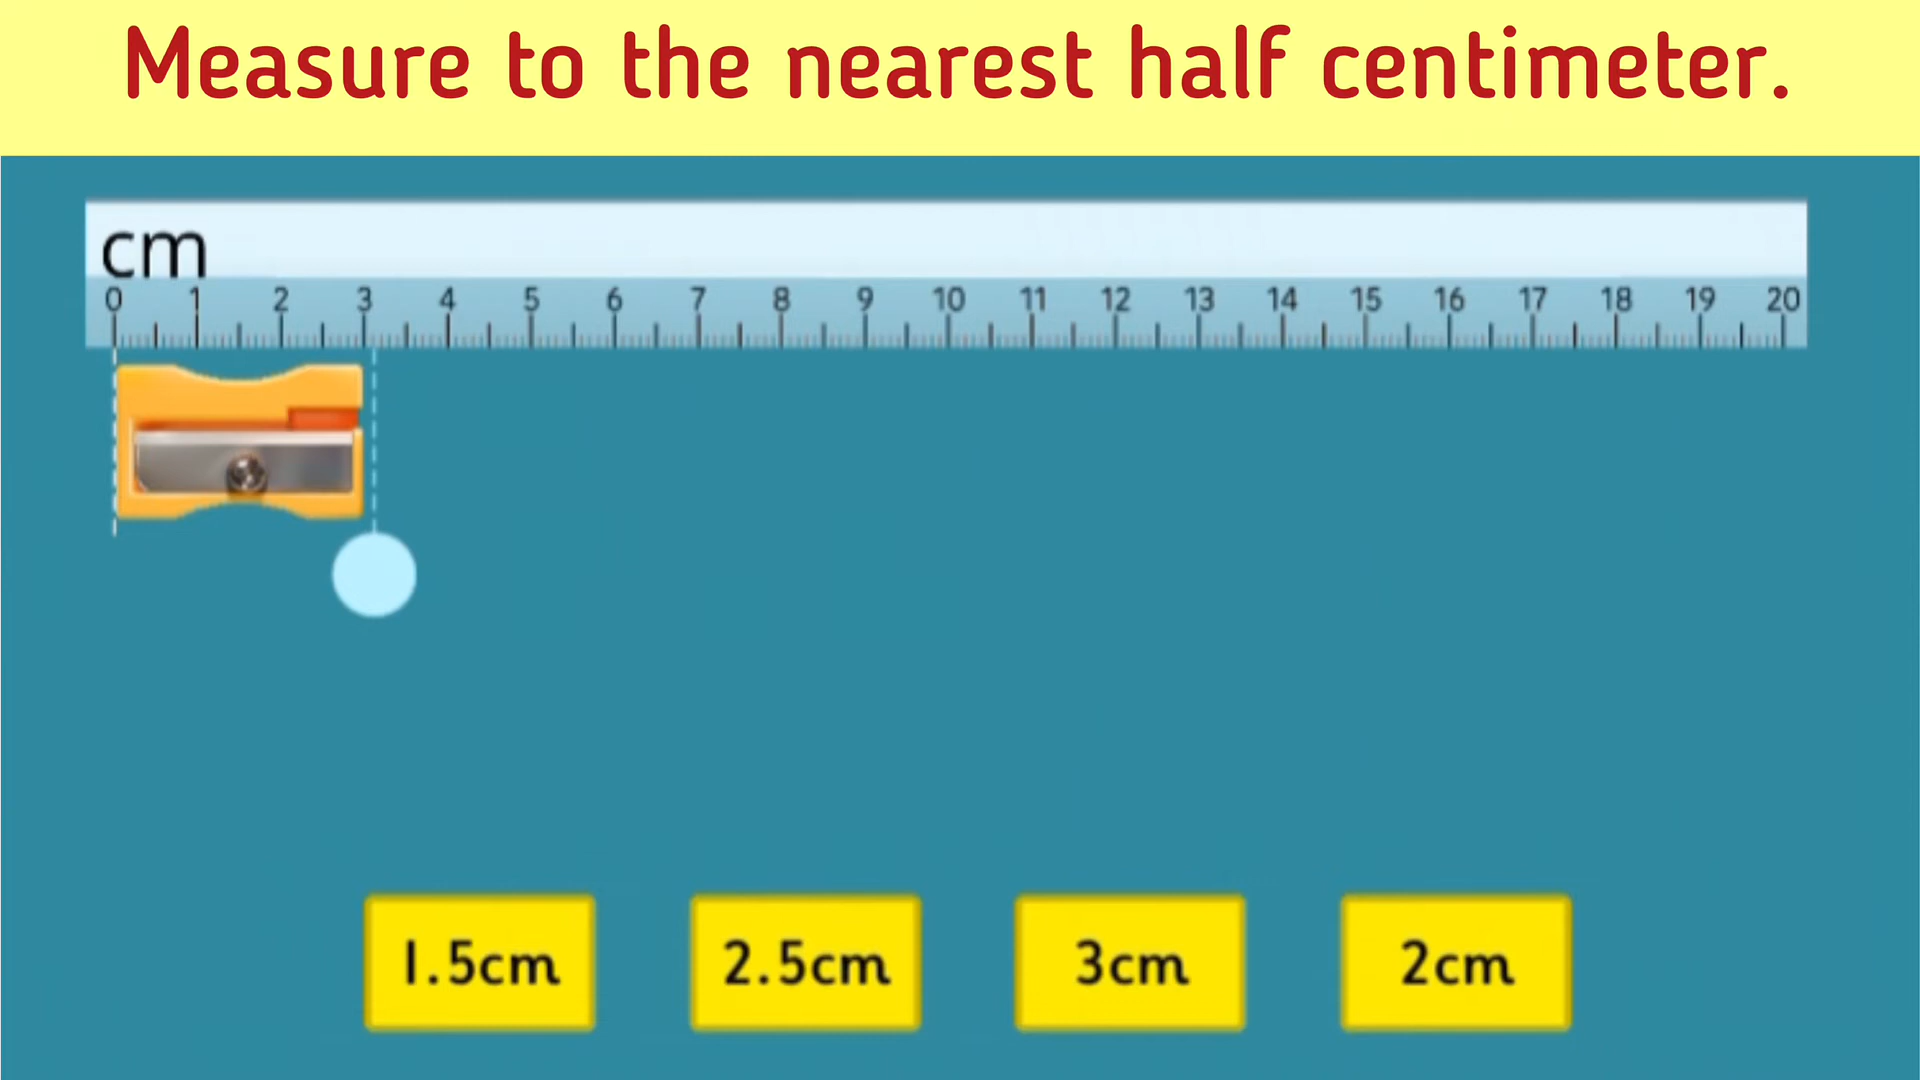 Measure to the nearest half centimeter.
cm
0 1 2 3 4 5 6 7 8 9 10 11 12 13 14 15 16 17 18 19 20
1.5cm 2.5cm 3cm 2cm